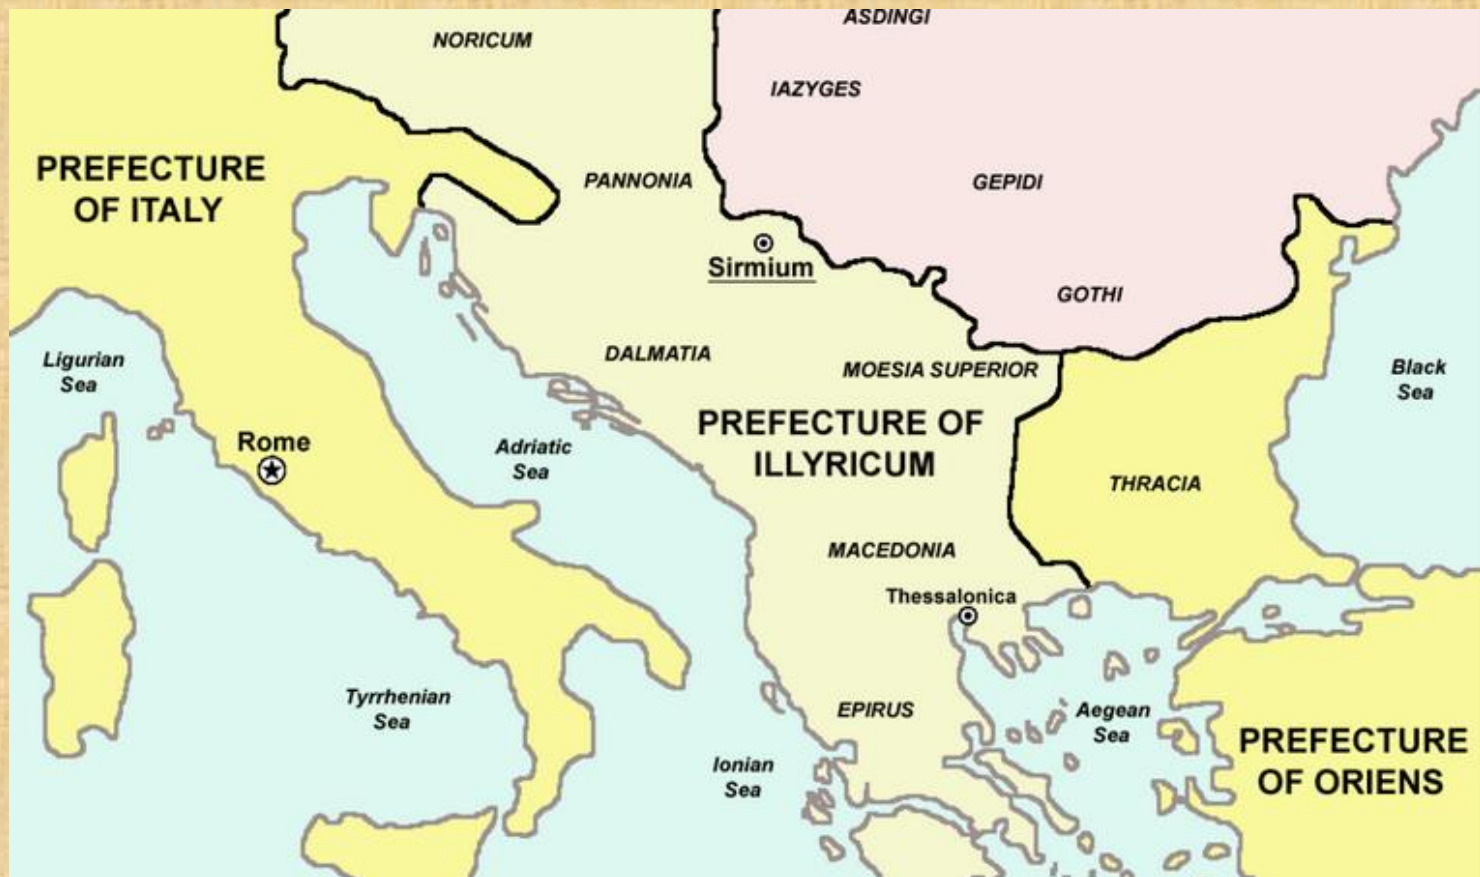 ASDINGI
NORICUM
IAZYGES
PREFECTURE
OF ITALY
PANNONIA
GEPIDI
Sirmium
GOTHI
Ligurian
Sea
DALMATIA
MOESIA SUPERIOR
Black
Sea
PREFECTURE OF
ILLYRICUM
Rome
Adriatic
Sea
THRACIA
MACEDONIA
Thessalonica
Tyrrhenian
Sea
EPIRUS
Aegean
Sea
Ionian
Sea
PREFECTURE
OF ORIENS